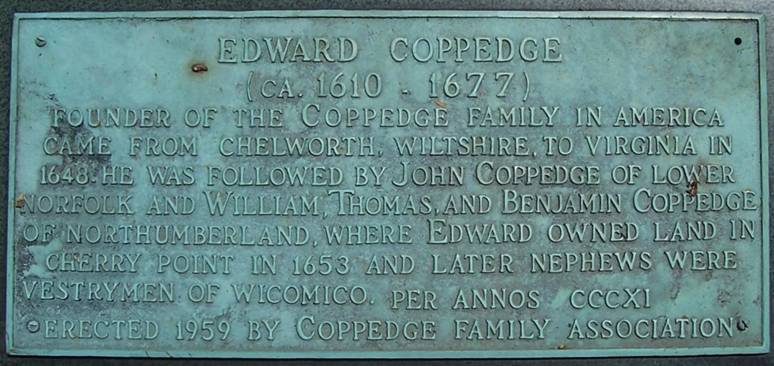 EDWARD COPPEDGE
(CA. 1610 - 1677)
FOUNDER OF THE COPPEDGE FAMILY IN AMERICA
CAME FROM CHELWORTH, WILTSHIRE, TO VIRGINIA IN
1648. HE WAS FOLLOWED BY JOHN COPPEDGE OF LOWER
NORFOLK AND WILLIAM, THOMAS, AND BENJAMIN COPPEDGE
OF NORTHUMBERLAND, WHERE EDWARD OWNED LAND IN
CHERRY POINT IN 1653 AND LATER NEPHEWS WERE
VESTRYMEN OF WICOMICO. PER ANNOS CCCXI
ERECTED 1959 BY COPPEDGE FAMILY ASSOCIATION